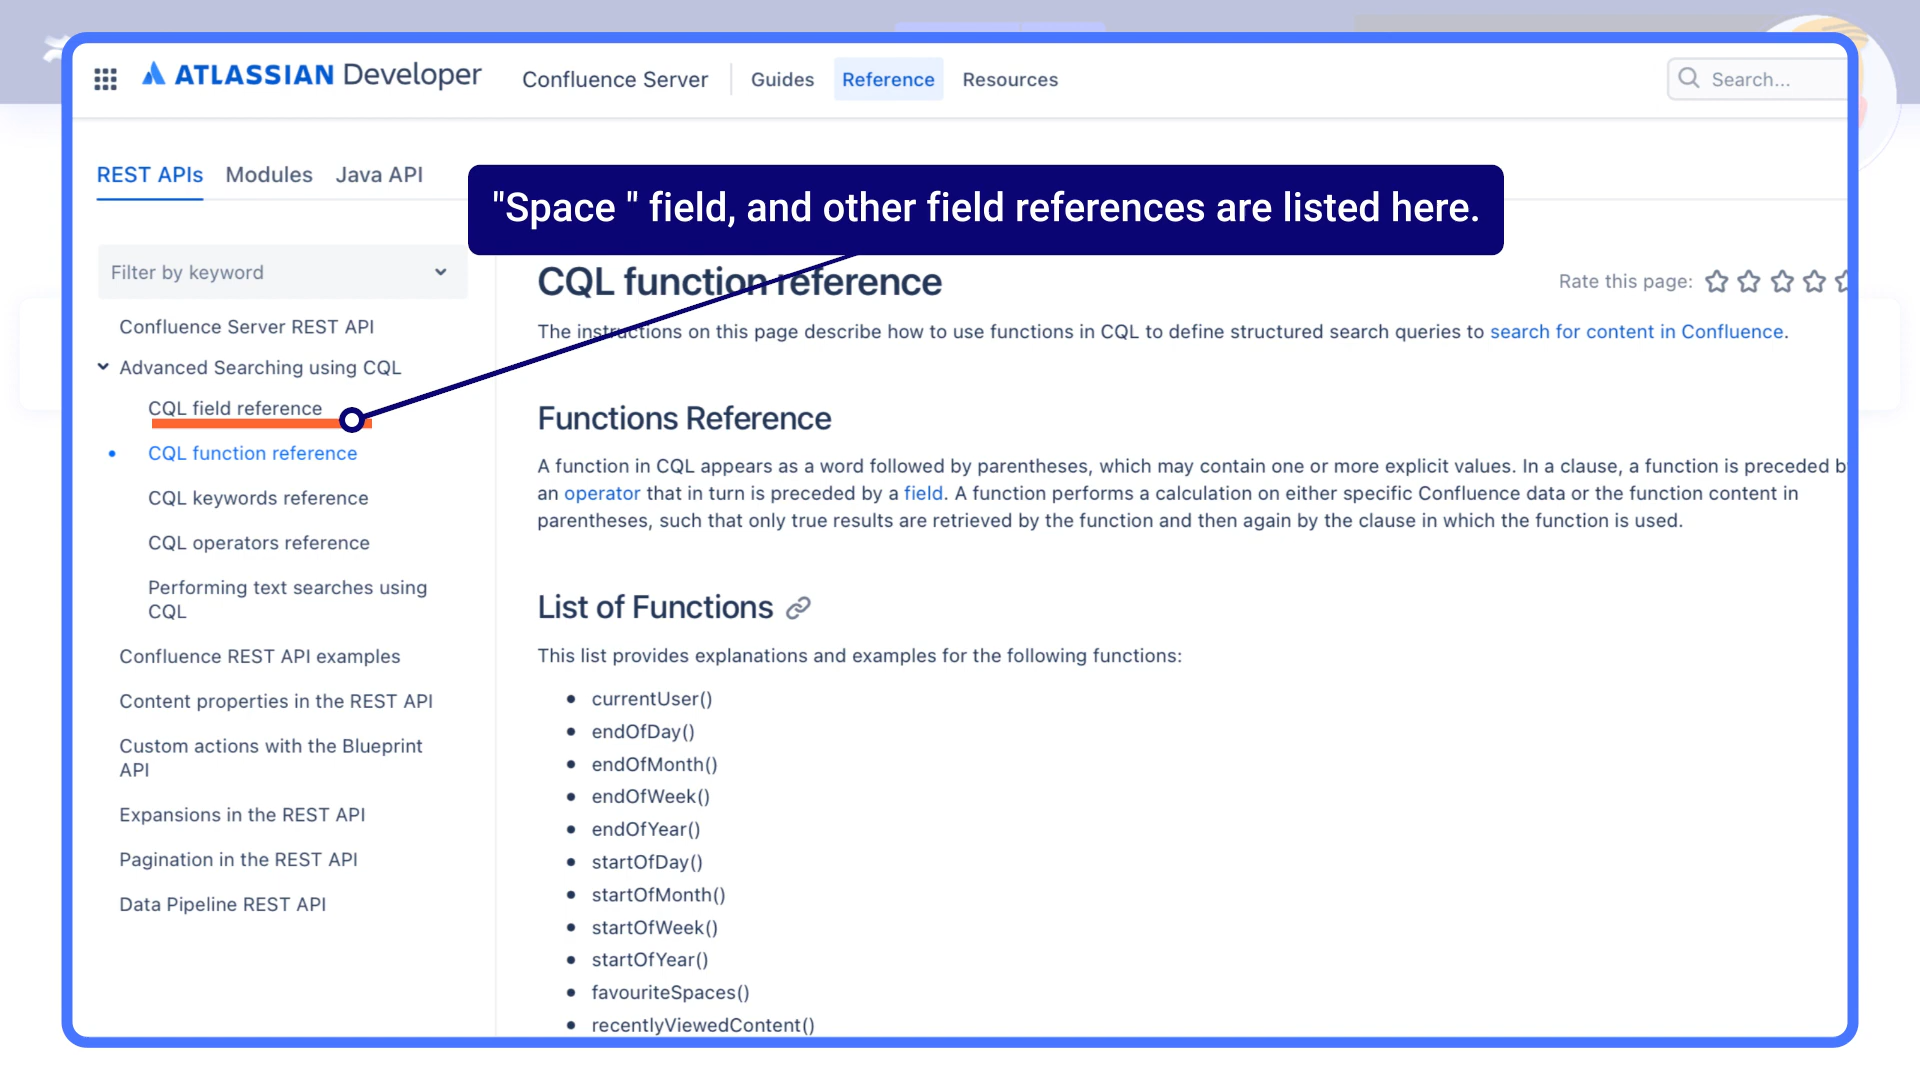 ATLASSIAN Developer
Confluence Server
Guides
Reference
Resources
Search...
REST APIs
Modules
Java API
"Space " field, and other field references are listed here.
Filter by keyword
Confluence Server REST API
Advanced Searching using CQL
CQL field reference
CQL function reference
CQL keywords reference
CQL operators reference
Performing text searches using
CQL
Confluence REST API examples
Content properties in the REST API
Custom actions with the Blueprint
API
Expansions in the REST API
Pagination in the REST API
Data Pipeline REST API
CQL function reference
Rate this page:
The instructions on this page describe how to use functions in CQL to define structured search queries to search for content in Confluence.
Functions Reference
A function in CQL appears as a word followed by parentheses, which may contain one or more explicit values. In a clause, a function is preceded b
an operator that in turn is preceded by a field. A function performs a calculation on either specific Confluence data or the function content in
parentheses, such that only true results are retrieved by the function and then again by the clause in which the function is used.
List of Functions
This list provides explanations and examples for the following functions:
• currentUser()
• endOfDay()
• endOfMonth()
• endOfWeek()
• endOfYear()
• startOfDay()
• startOfMonth()
• startOfWeek()
• startOfYear()
• favouriteSpaces()
• recentlyViewedContent()